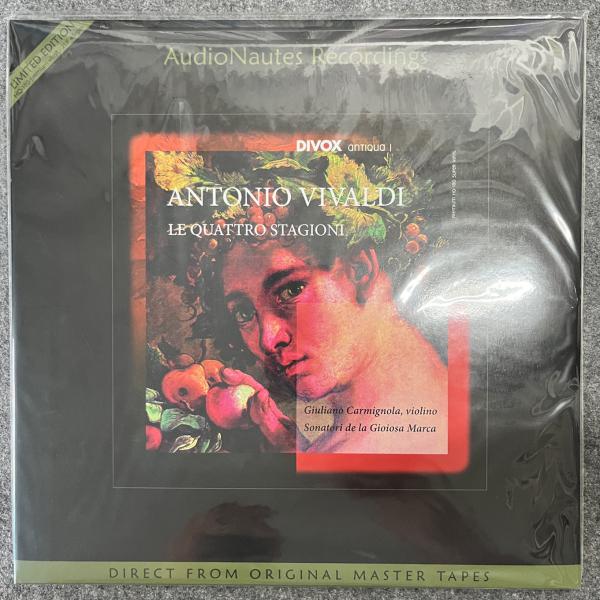 LIMITED EDITION
AudioNautes Recordings
DIVOX antiqua
ANTONIO VIVALDI
LE QUATTRO STAGIONI
Giuliano Carmignola, violino
Sonatori de la Gioiosa Marca
DIRECT FROM ORIGINAL MASTER TAPES